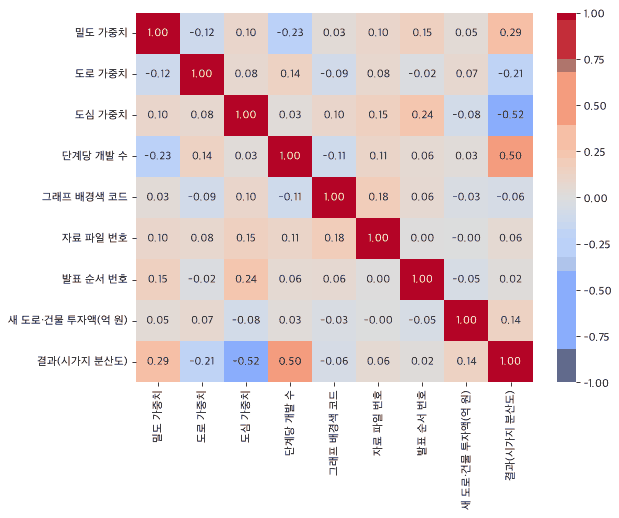 밀도 가중치 1.00 -0.12 0.10 -0.23 0.03 0.10 0.15 0.05 0.29
도로 가중치 -0.12 1.00 0.08 0.14 -0.09 0.08 -0.02 0.07 -0.21
도심 가중치 0.10 0.08 1.00 0.03 0.10 0.15 0.24 -0.08 -0.52
단계당 개발 수 -0.23 0.14 0.03 1.00 -0.11 0.11 0.06 0.03 0.50
그래프 배경색 코드 0.03 -0.09 0.10 -0.11 1.00 0.18 0.06 -0.03 -0.06
자료 파일 번호 0.10 0.08 0.15 0.11 0.18 1.00 0.00 -0.00 0.06
발표 순서 번호 0.15 -0.02 0.24 0.06 0.06 0.00 1.00 -0.05 0.02
새 도로·건물 투자액(억 원) 0.05 0.07 -0.08 0.03 -0.03 -0.00 -0.05 1.00 0.14
결과(시가지 분산도) 0.29 -0.21 -0.52 0.50 -0.06 0.06 0.02 0.14 1.00
밀도 가중치
도로 가중치
도심 가중치
단계당 개발 수
그래프 배경색 코드
자료 파일 번호
발표 순서 번호
새 도로·건물 투자액(억 원)
결과(시가지 분산도)
1.00
0.75
0.50
0.25
0.00
-0.25
-0.50
-0.75
-1.00